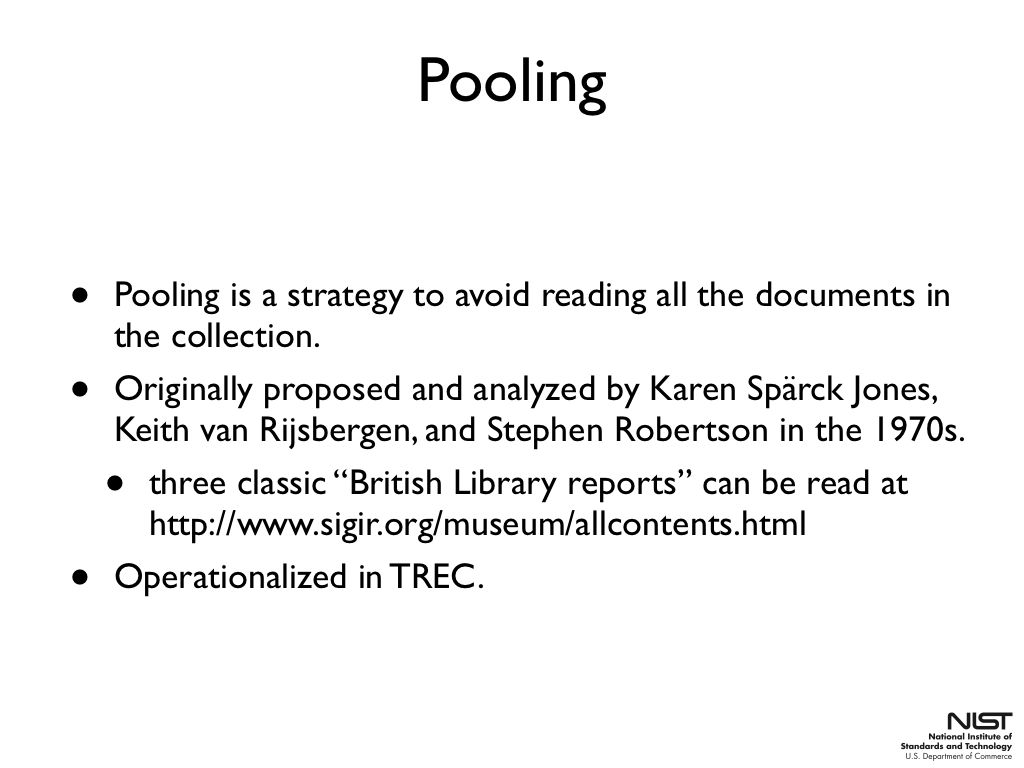 Pooling
• Pooling is a strategy to avoid reading all the documents in
the collection.
• Originally proposed and analyzed by Karen Spärck Jones,
Keith van Rijsbergen, and Stephen Robertson in the 1970s.
• three classic “British Library reports” can be read at
http://www.sigir.org/museum/allcontents.html
• Operationalized in TREC.
NIST
National Institute of
Standards and Technology
U.S. Department of Commerce